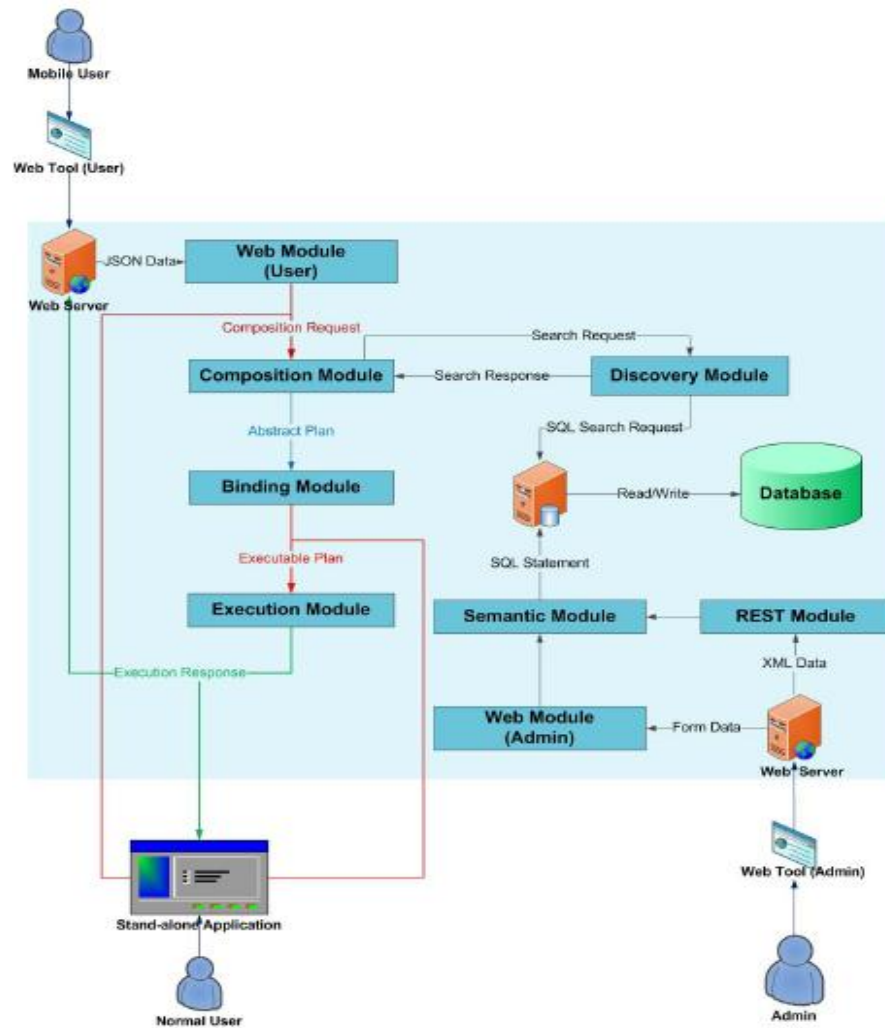 Mobile User
Web Tool (User)
Web Server
JSON Data
Web Module
(User)
Composition Request
Search Request
Composition Module
Search Response
Discovery Module
Abstract Plan
SQL Search Request
Binding Module
Read/Write
Database
Executable Plan
SQL Statement
Execution Module
Semantic Module
REST Module
Execution Response
XML Data
Web Module
(Admin)
Form Data
Web Server
Stand-alone Application
Web Tool (Admin)
Normal User
Admin